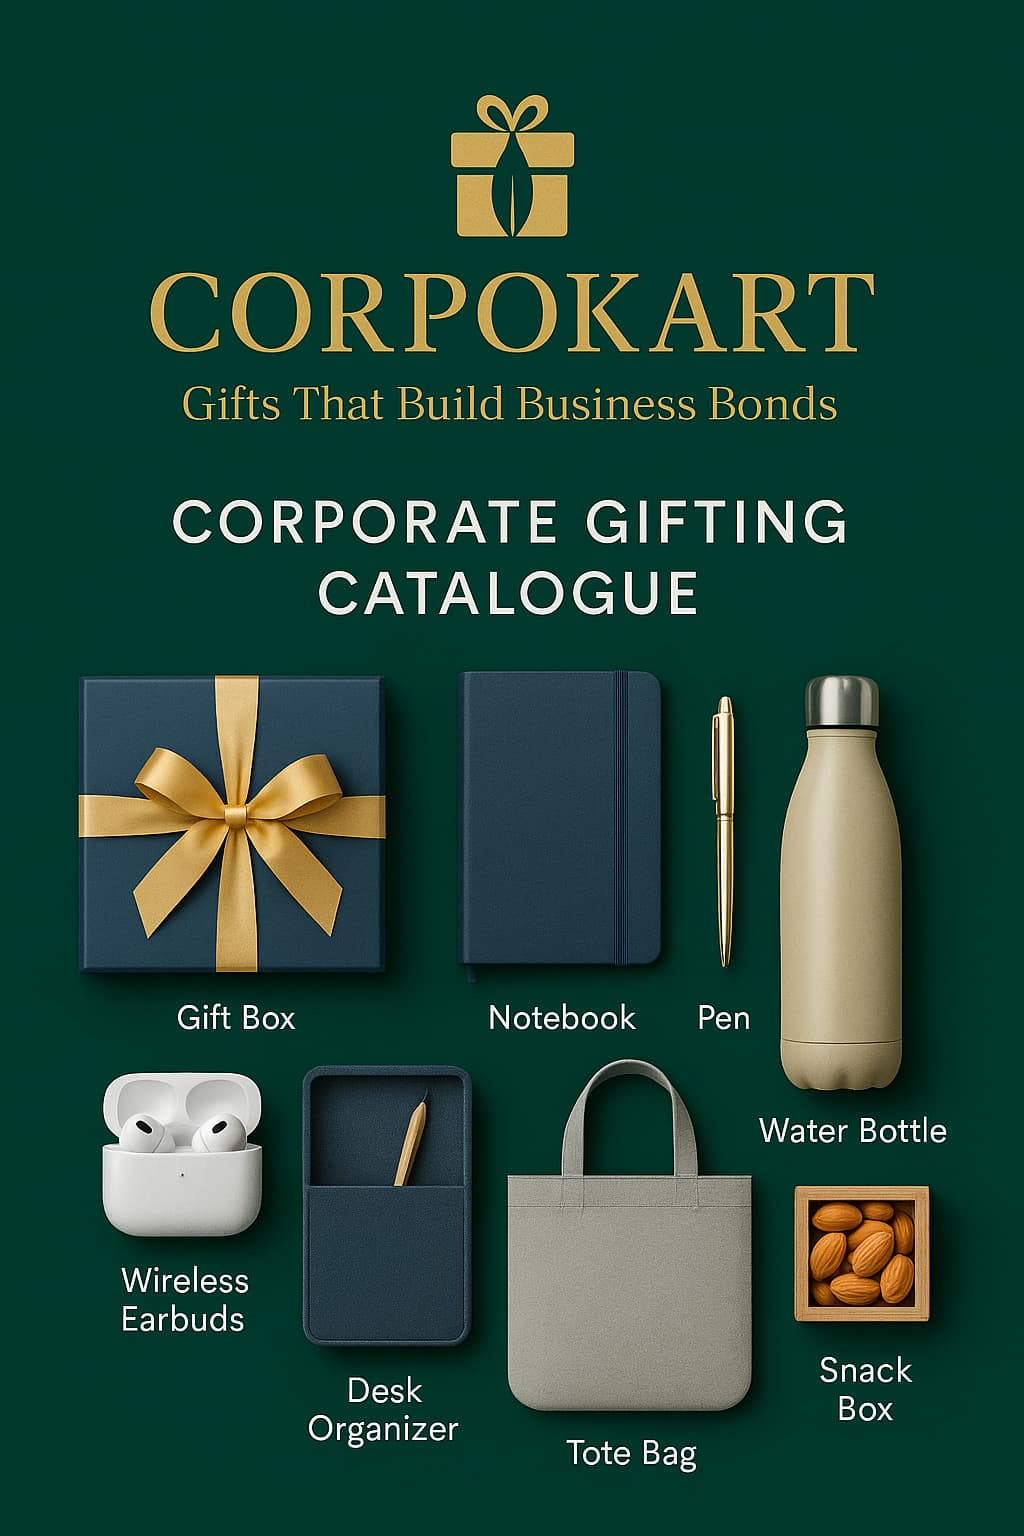 CORPOKART
Gifts That Build Business Bonds
CORPORATE GIFTING
CATALOGUE
Gift Box
Notebook
Pen
Water Bottle
Wireless
Earbuds
Desk
Organizer
Tote Bag
Snack
Box